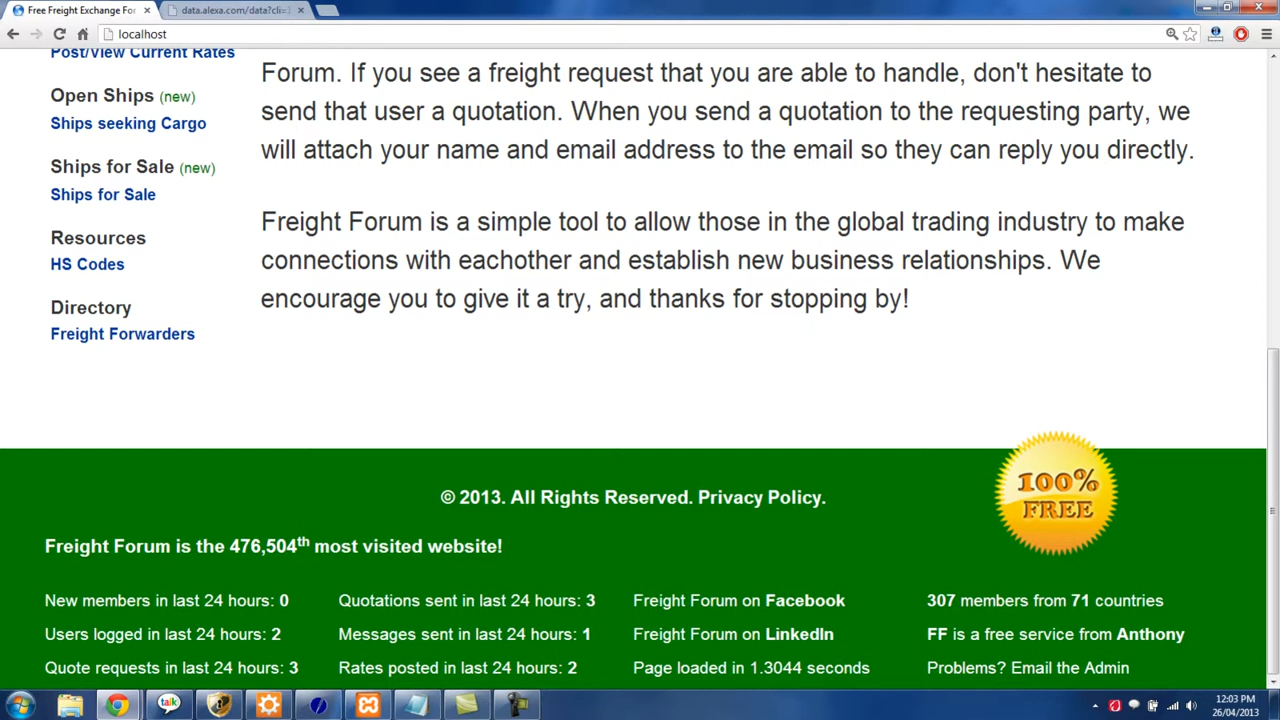 Free Freight Exchange For
data.alexa.com/data?cli=
localhost
Post/View Current Rates
Open Ships (new)
Ships seeking Cargo
Ships for Sale (new)
Ships for Sale
Resources
HS Codes
Directory
Freight Forwarders
Forum. If you see a freight request that you are able to handle, don't hesitate to
send that user a quotation. When you send a quotation to the requesting party, we
will attach your name and email address to the email so they can reply you directly.
Freight Forum is a simple tool to allow those in the global trading industry to make
connections with eachother and establish new business relationships. We
encourage you to give it a try, and thanks for stopping by!
100%
FREE
© 2013. All Rights Reserved. Privacy Policy.
Freight Forum is the 476,504th most visited website!
New members in last 24 hours: 0
Users logged in last 24 hours: 2
Quote requests in last 24 hours: 3
Quotations sent in last 24 hours: 3
Messages sent in last 24 hours: 1
Rates posted in last 24 hours: 2
Freight Forum on Facebook
Freight Forum on LinkedIn
Page loaded in 1.3044 seconds
307 members from 71 countries
FF is a free service from Anthony
Problems? Email the Admin
talk
12:03 PM
26/04/2013